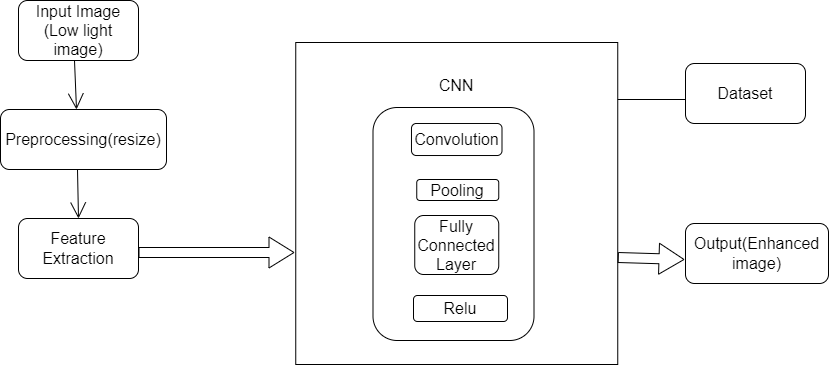 Input Image
(Low light
image)
Preprocessing(resize)
Feature
Extraction
CNN
Convolution
Pooling
Fully
Connected
Layer
Relu
Dataset
Output(Enhanced
image)